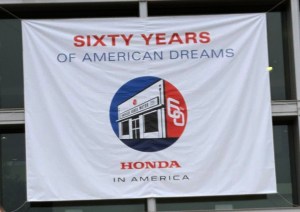 SIXTY YEARS
OF AMERICAN DREAMS
60
HONDA
IN AMERICA